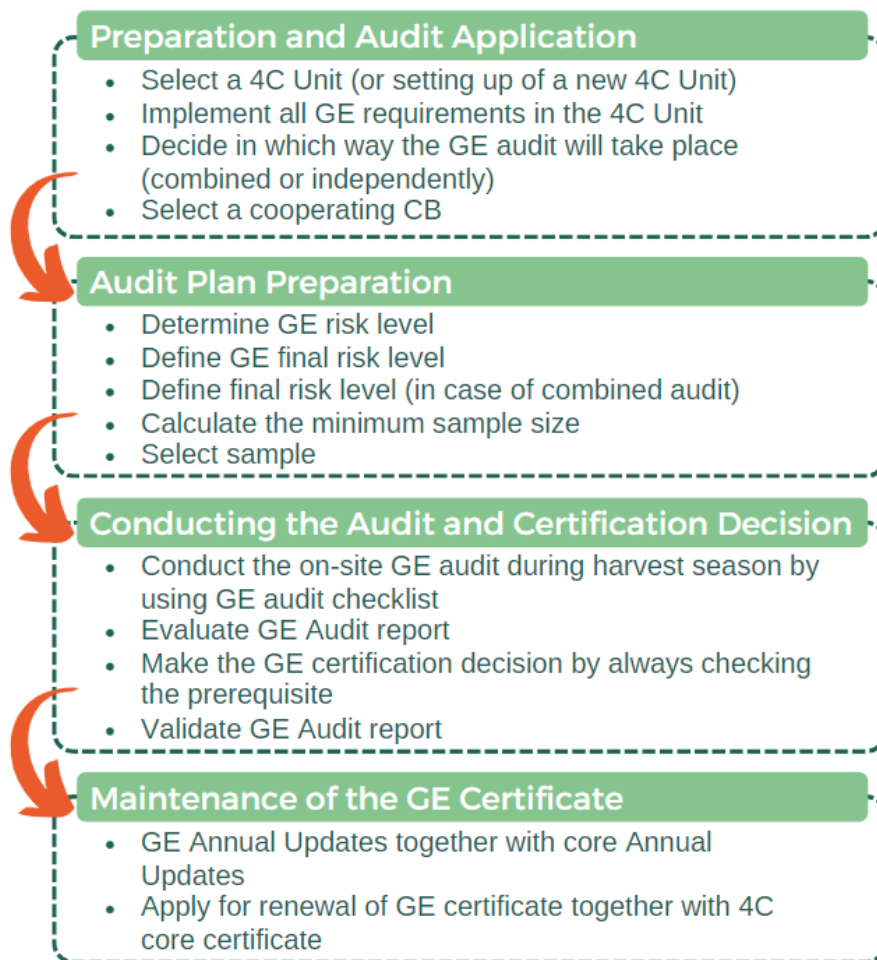 Preparation and Audit Application
• Select a 4C Unit (or setting up of a new 4C Unit)
• Implement all GE requirements in the 4C Unit
• Decide in which way the GE audit will take place
(combined or independently)
• Select a cooperating CB
Audit Plan Preparation
• Determine GE risk level
• Define GE final risk level
• Define final risk level (in case of combined audit)
• Calculate the minimum sample size
• Select sample
Conducting the Audit and Certification Decision
• Conduct the on-site GE audit during harvest season by
using GE audit checklist
• Evaluate GE Audit report
• Make the GE certification decision by always checking
the prerequisite
• Validate GE Audit report
Maintenance of the GE Certificate
• GE Annual Updates together with core Annual
Updates
• Apply for renewal of GE certificate together with 4C
core certificate